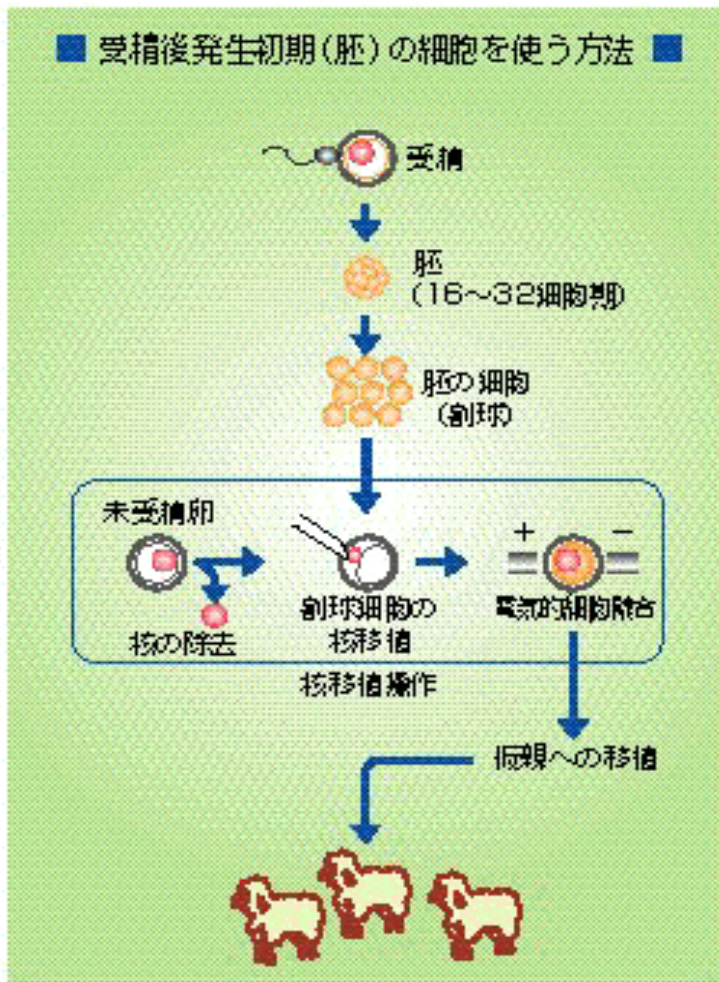 ■ 受精後発生初期(胚)の細胞を使う方法 ■
受精
胚
(16～32細胞期)
胚の細胞
(割球)
未受精卵
核の除去
割球細胞の
核移値
+ −
電気的細胞融合
核移値操作
仮親への移値